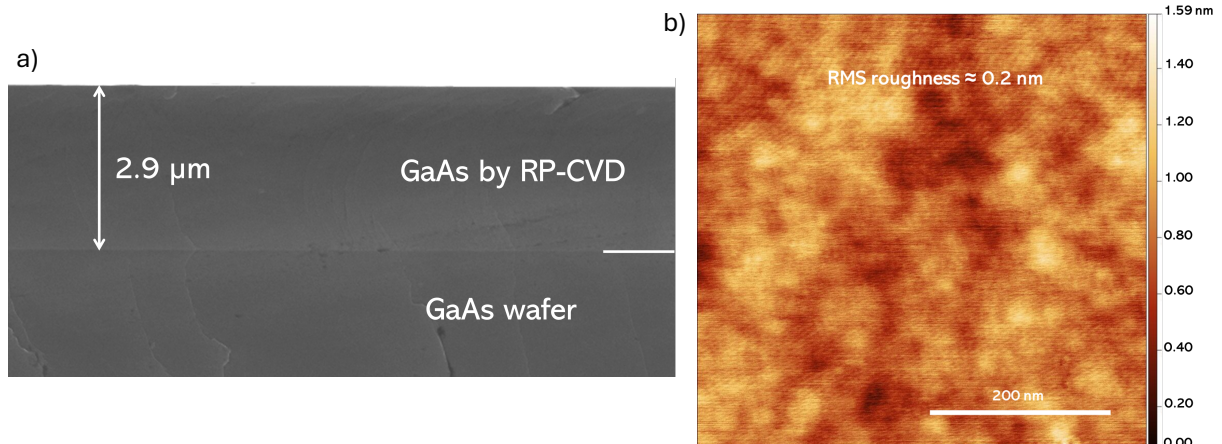 a)
2.9 µm
GaAs by RP-CVD
GaAs wafer
b)
RMS roughness ≈ 0.2 nm
200 nm
1.59 nm
1.40
1.20
1.00
0.80
0.60
0.40
0.20
0.00